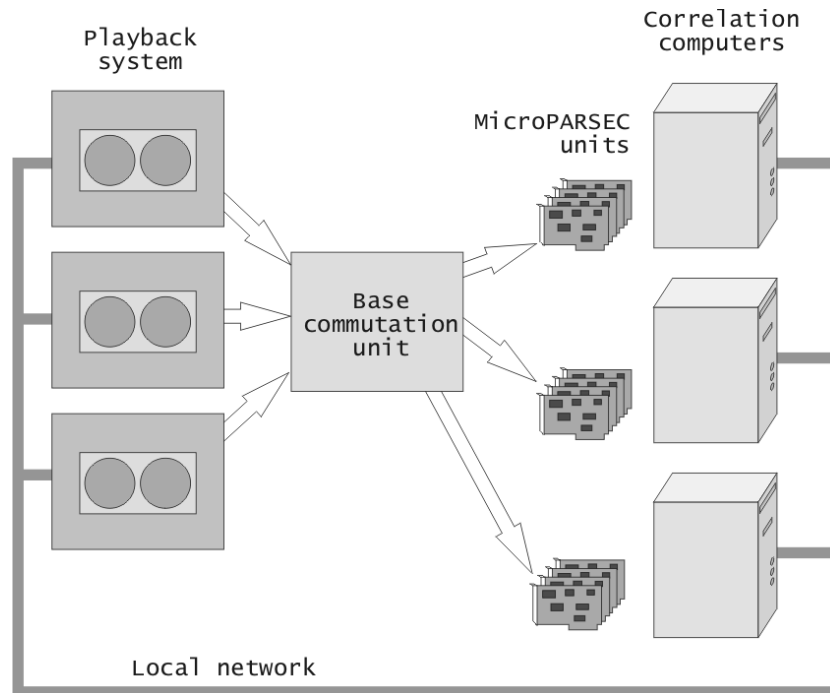 Playback
system
Correlation
computers
MicroPARSEC
units
Base
commutation
unit
Local network